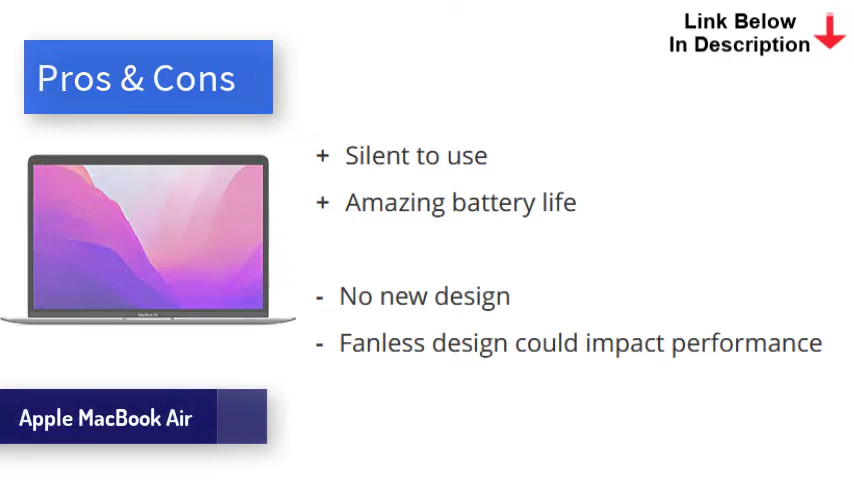 Link Below
In Description
Pros & Cons
+ Silent to use
+ Amazing battery life
- No new design
- Fanless design could impact performance
Apple MacBook Air